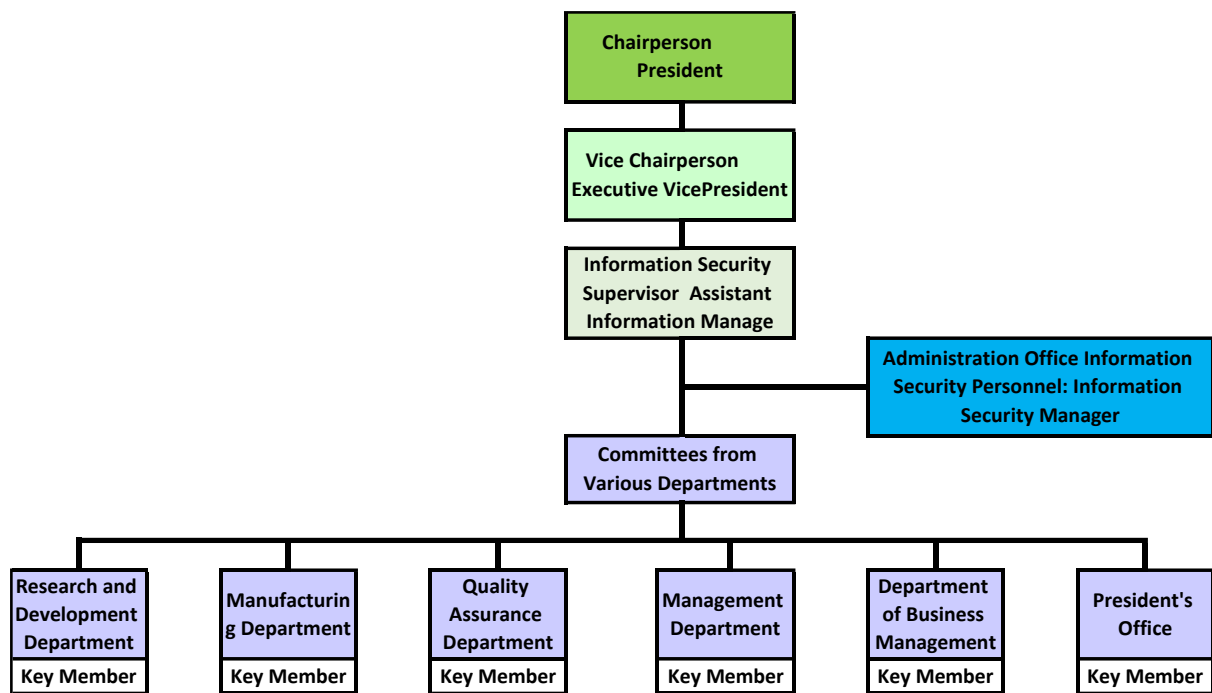 Chairperson
President
Vice Chairperson
Executive VicePresident
Information Security
Supervisor Assistant
Information Manage
Administration Office Information
Security Personnel: Information
Security Manager
Committees from
Various Departments
Research and
Development
Department
Key Member
Manufacturin
g Department
Key Member
Quality
Assurance
Department
Key Member
Management
Department
Key Member
Department
of Business
Management
Key Member
President's
Office
Key Member